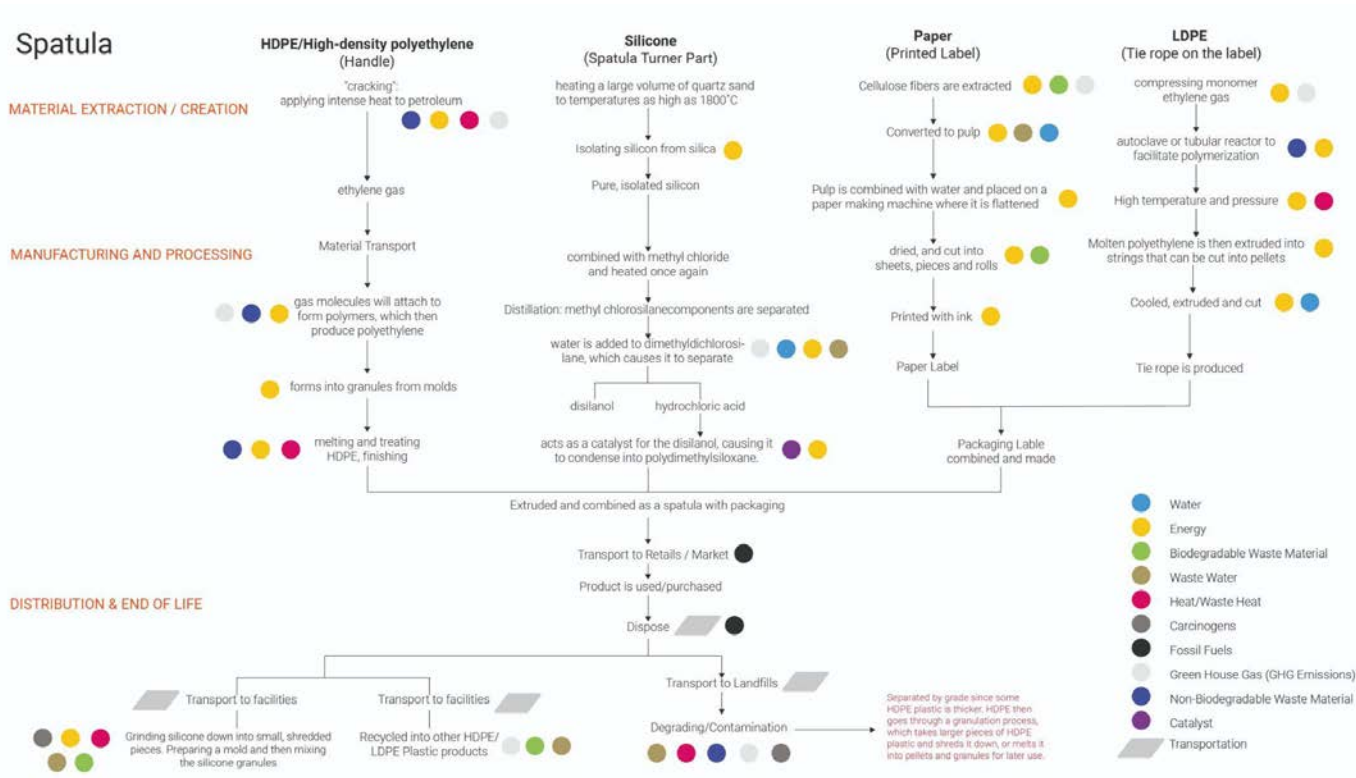 Spatula
HDPE/High-density polyethylene
(Handle)
Silicone
(Spatula Turner Part)
Paper
(Printed Label)
LDPE
(Tie rope on the label)
MATERIAL EXTRACTION / CREATION
"cracking":
applying intense heat to petroleum
ethylene gas
Material Transport
heating a large volume of quartz sand
to temperatures as high as 1800˚C
Isolating silicon from silica
Pure, isolated silicon
Cellulose fibers are extracted
Converted to pulp
Pulp is combined with water and placed on a
paper making machine where it is flattened
compressing monomer
ethylene gas
autoclave or tubular reactor to
facilitate polymerization
High temperature and pressure
MANUFACTURING AND PROCESSING
gas molecules will attach to
form polymers, which then
produce polyethylene
forms into granules from molds
melting and treating
HDPE, finishing
combined with methyl chloride
and heated once again
Distillation: methyl chlorosilanecomponents are separated
water is added to dimethyldichlorosi-
lane, which causes it to separate
disilanol
hydrochloric acid
acts as a catalyst for the disilanol, causing it
to condense into polydimethylsiloxane.
dried, and cut into
sheets, pieces and rolls
Printed with ink
Paper Label
Molten polyethylene is then extruded into
strings that can be cut into pellets
Cooled, extruded and cut
Tie rope is produced
Packaging Lable
combined and made
Extruded and combined as a spatula with packaging
Transport to Retails / Market
Product is used/purchased
DISTRIBUTION & END OF LIFE
Dispose
Transport to facilities
Grinding silicone down into small, shredded
pieces. Preparing a mold and then mixing
the silicone granules
Transport to facilities
Recycled into other HDPE/
LDPE Plastic products
Transport to Landfills
Degrading/Contamination
Separated by grade since some
HDPE plastic is thicker. HDPE then
goes through a granulation process,
which takes larger pieces of HDPE
plastic and shreds it down, or melts it
into pellets and granules for later use.
Water
Energy
Biodegradable Waste Material
Waste Water
Heat/Waste Heat
Carcinogens
Fossil Fuels
Green House Gas (GHG Emissions)
Non-Biodegradable Waste Material
Catalyst
Transportation